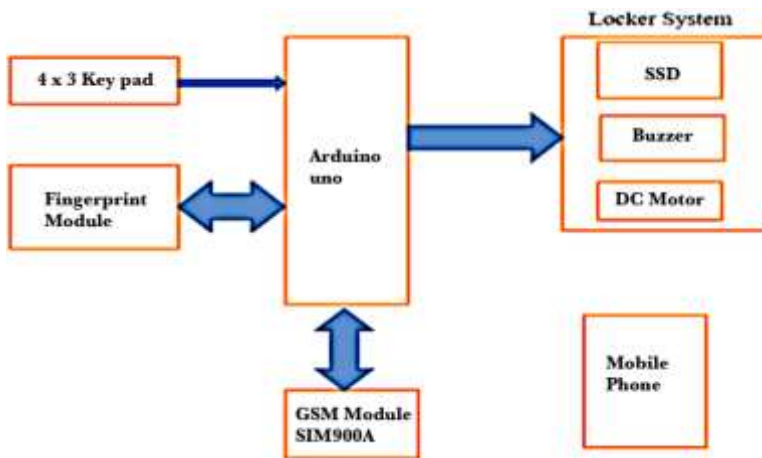 Locker System
4 x 3 Key pad
SSD
Buzzer
Arduino
uno
Fingerprint
Module
DC Motor
Mobile
Phone
GSM Module
SIM900A